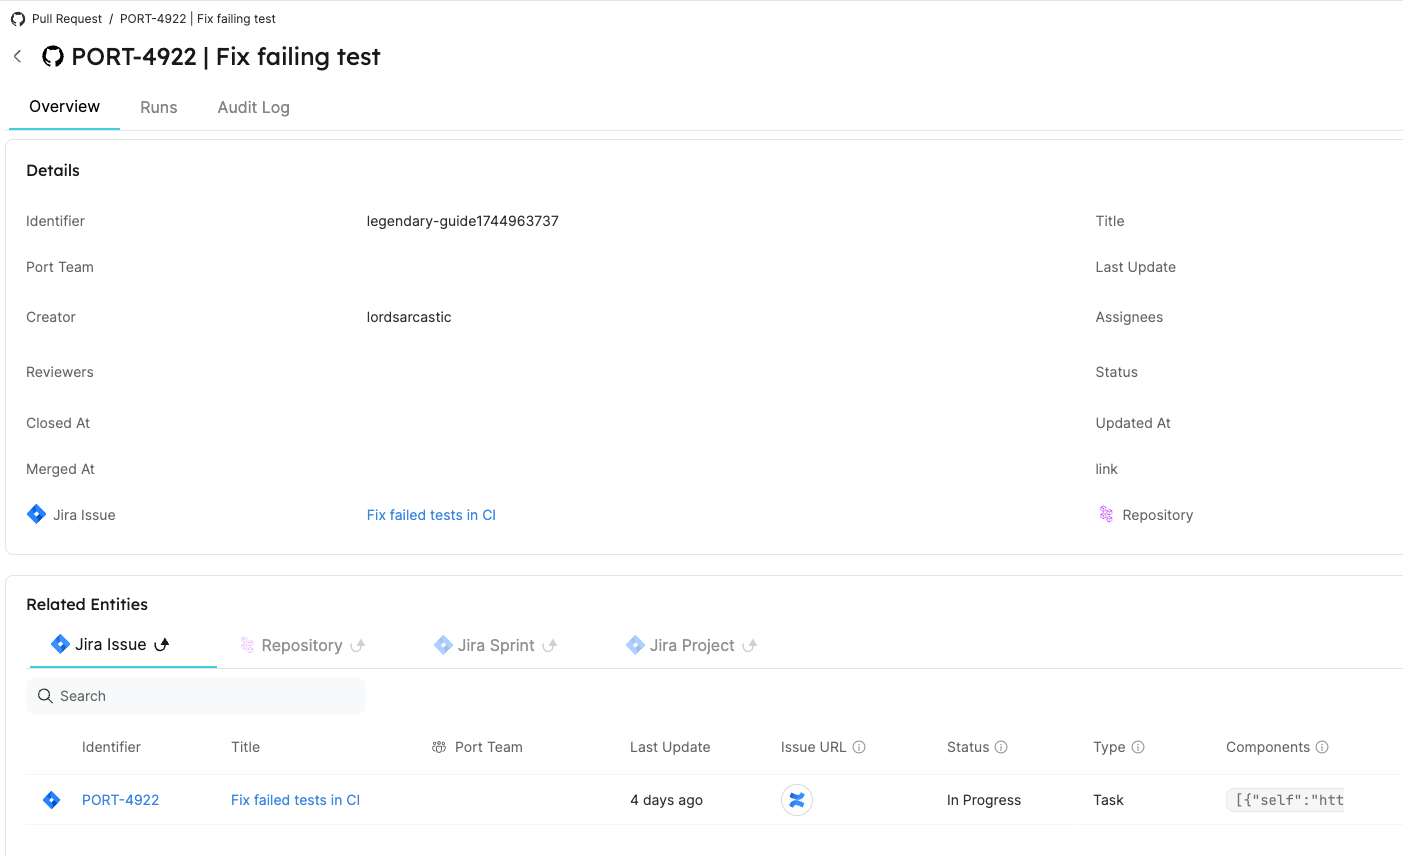 Pull Request / PORT-4922 | Fix failing test
PORT-4922 | Fix failing test
Overview Runs Audit Log
Details
Identifier legendary-guide1744963737 Title
Port Team Last Update
Creator lordsarcastic Assignees
Reviewers Status
Closed At Updated At
Merged At link
Jira Issue Fix failed tests in CI Repository
Related Entities
Jira Issue Repository Jira Sprint Jira Project
Search
Identifier Title Port Team Last Update Issue URL Status Type Components
PORT-4922 Fix failed tests in CI 4 days ago In Progress Task [{"self":"htt